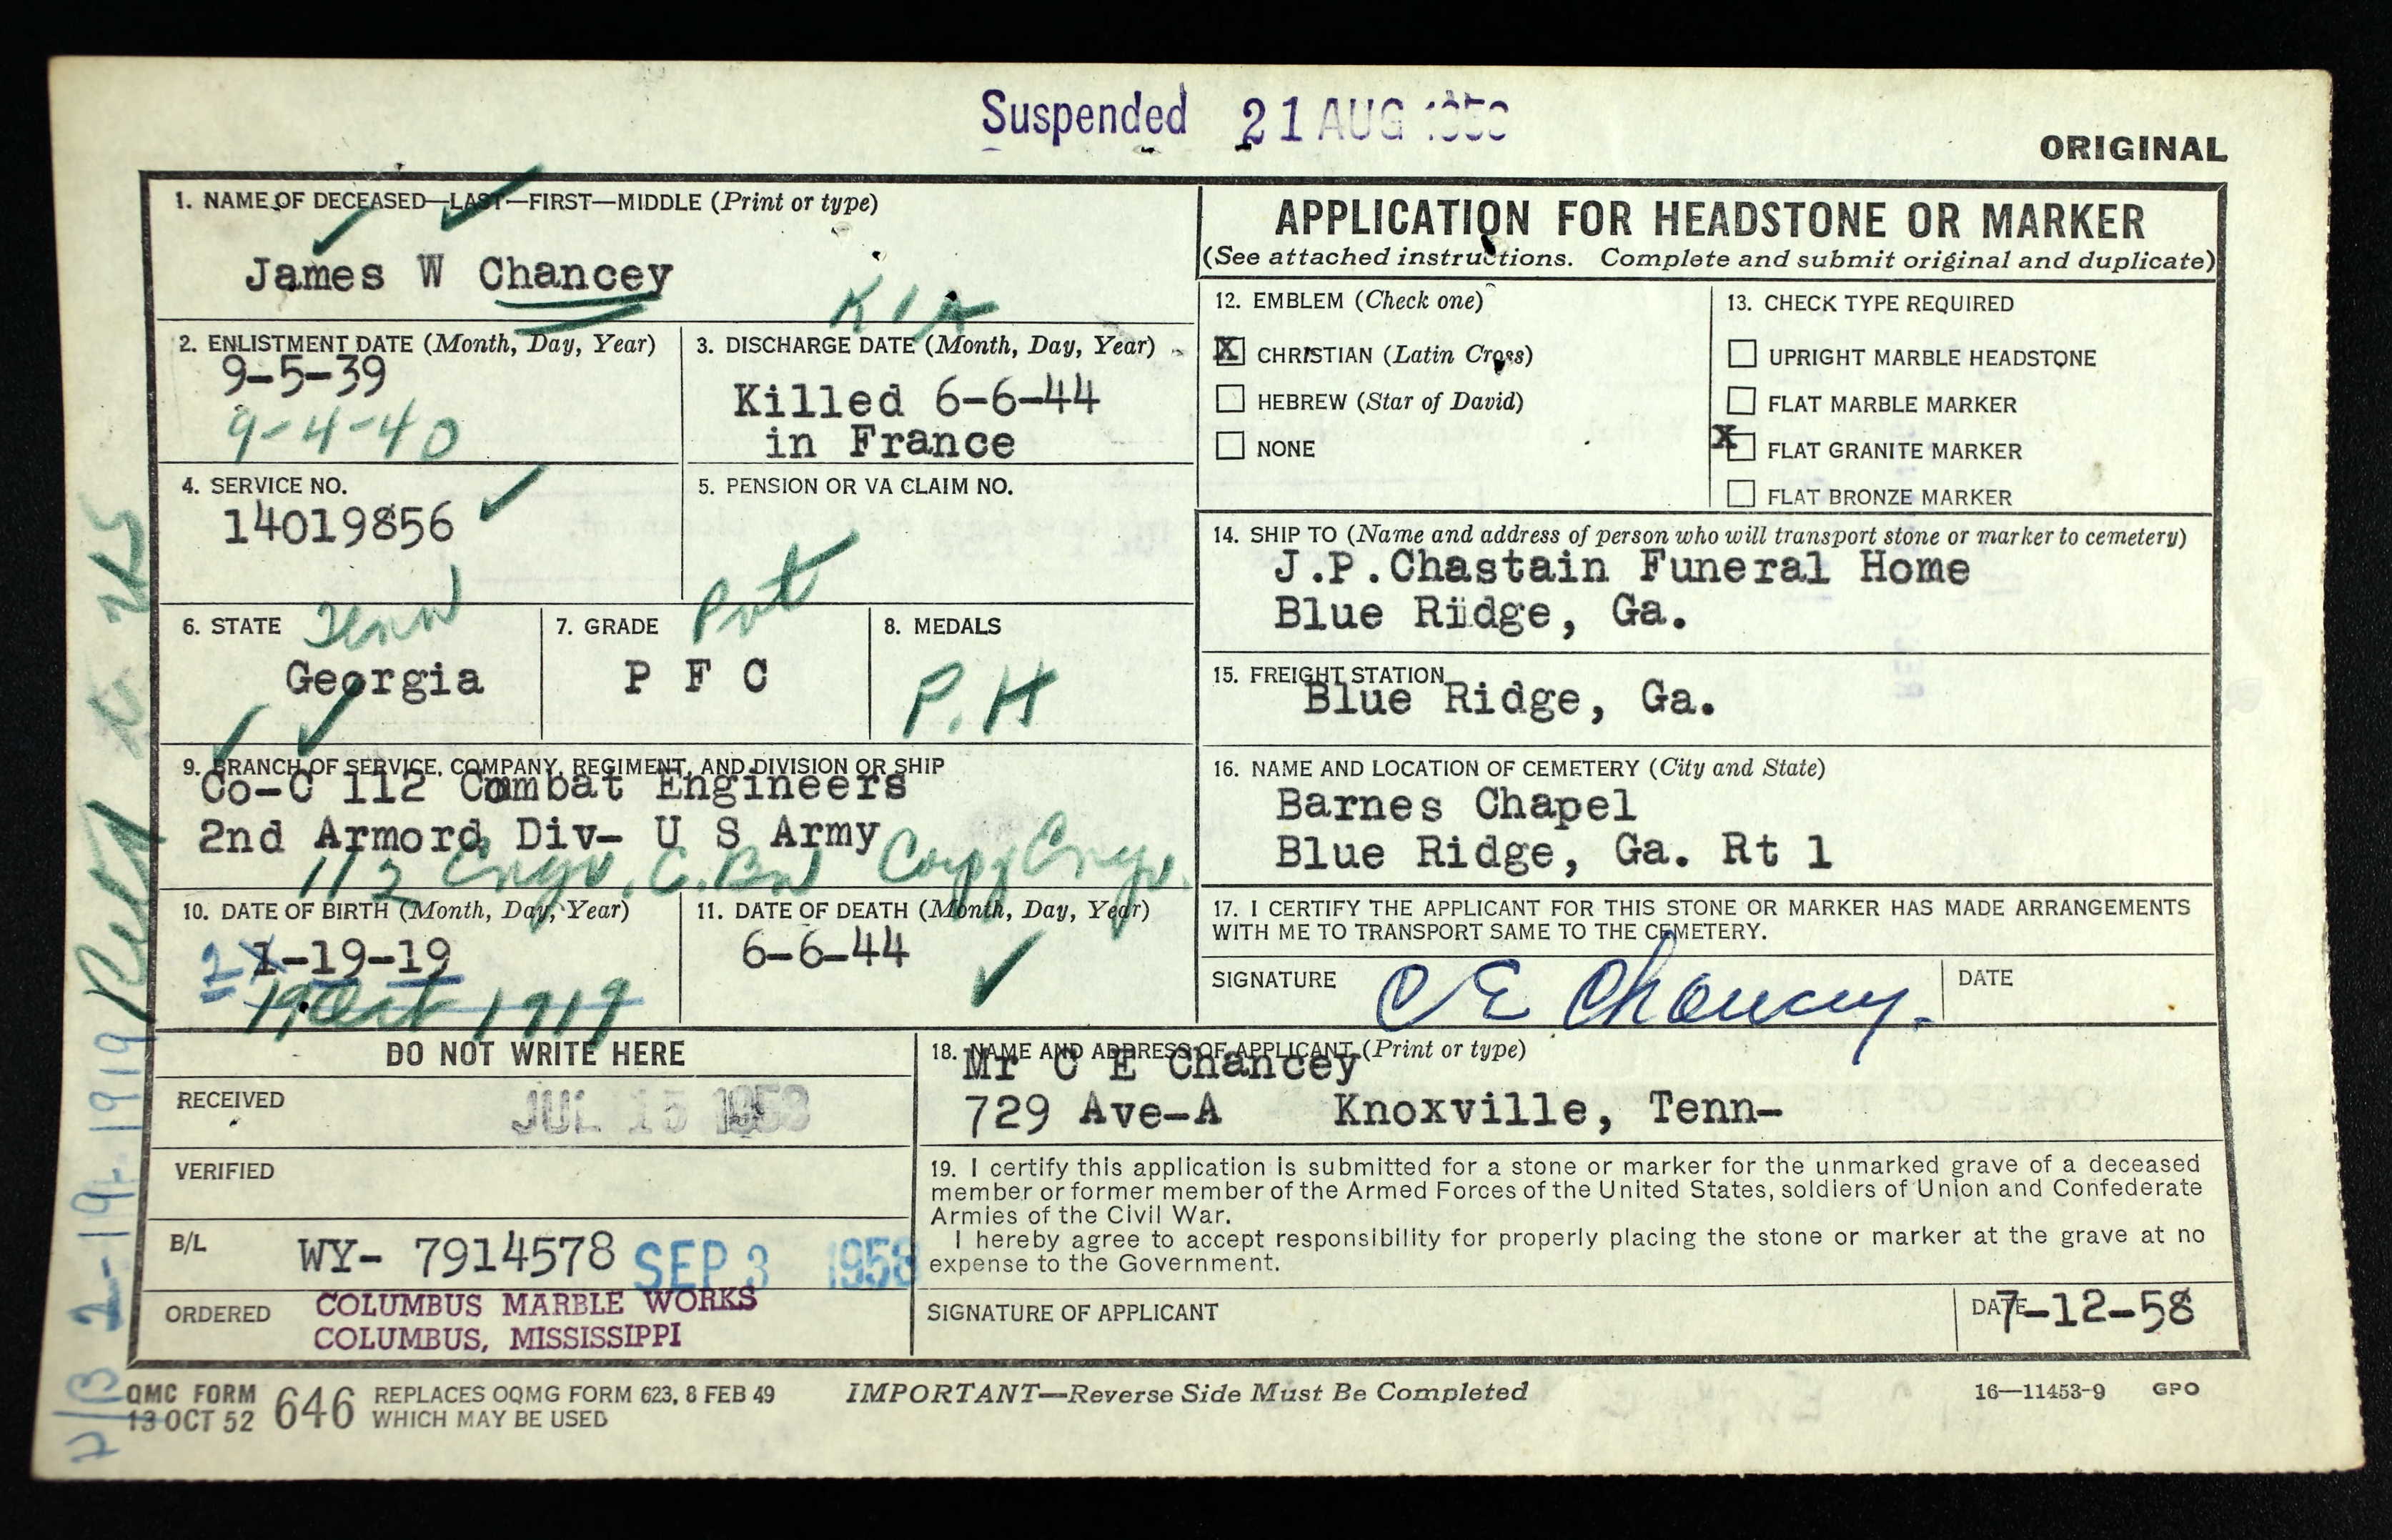 Suspended 21 AUG
ORIGINAL
1. NAME OF DECEASED—LAST—FIRST—MIDDLE (Print or type)
James W Chancey
KIA
2. ENLISTMENT DATE (Month, Day, Year)
9-5-39
9-4-40
3. DISCHARGE DATE (Month, Day, Year)
Killed 6-6-44
in France
4. SERVICE NO.
14019856
5. PENSION OR VA CLAIM NO.
6. STATE
Tenn
Georgia
7. GRADE
Pvt
P F C
8. MEDALS
P.H
9. BRANCH OF SERVICE, COMPANY, REGIMENT, AND DIVISION OR SHIP
Co-C 112 Combat Engineers
2nd Armord Div- U S Army
112 Engr. C. Bn Corps Engr.
10. DATE OF BIRTH (Month, Day, Year)
2 1-19-19
19 Oct 1919
11. DATE OF DEATH (Month, Day, Year)
6-6-44
APPLICATION FOR HEADSTONE OR MARKER
(See attached instructions. Complete and submit original and duplicate)
12. EMBLEM (Check one)
X CHRISTIAN (Latin Cross)
HEBREW (Star of David)
NONE
13. CHECK TYPE REQUIRED
UPRIGHT MARBLE HEADSTONE
FLAT MARBLE MARKER
X FLAT GRANITE MARKER
FLAT BRONZE MARKER
14. SHIP TO (Name and address of person who will transport stone or marker to cemetery)
J.P.Chastain Funeral Home
Blue Ridge, Ga.
15. FREIGHT STATION
Blue Ridge, Ga.
16. NAME AND LOCATION OF CEMETERY (City and State)
Barnes Chapel
Blue Ridge, Ga. Rt 1
17. I CERTIFY THE APPLICANT FOR THIS STONE OR MARKER HAS MADE ARRANGEMENTS
WITH ME TO TRANSPORT SAME TO THE CEMETERY.
SIGNATURE C E Chancey.
DATE
DO NOT WRITE HERE
RECEIVED JUL 15 1958
VERIFIED
B/L WY- 7914578 SEP 3 1958
ORDERED COLUMBUS MARBLE WORKS
COLUMBUS, MISSISSIPPI
18. NAME AND ADDRESS OF APPLICANT (Print or type)
Mr C E Chancey
729 Ave-A Knoxville, Tenn-
19. I certify this application is submitted for a stone or marker for the unmarked grave of a deceased
member or former member of the Armed Forces of the United States, soldiers of Union and Confederate
Armies of the Civil War.
I hereby agree to accept responsibility for properly placing the stone or marker at the grave at no
expense to the Government.
SIGNATURE OF APPLICANT
DATE 7-12-58
2-19-1919
QMC FORM
13 OCT 52
646
REPLACES OQMG FORM 623, 8 FEB 49
WHICH MAY BE USED
IMPORTANT—Reverse Side Must Be Completed
16—11453-9 GPO